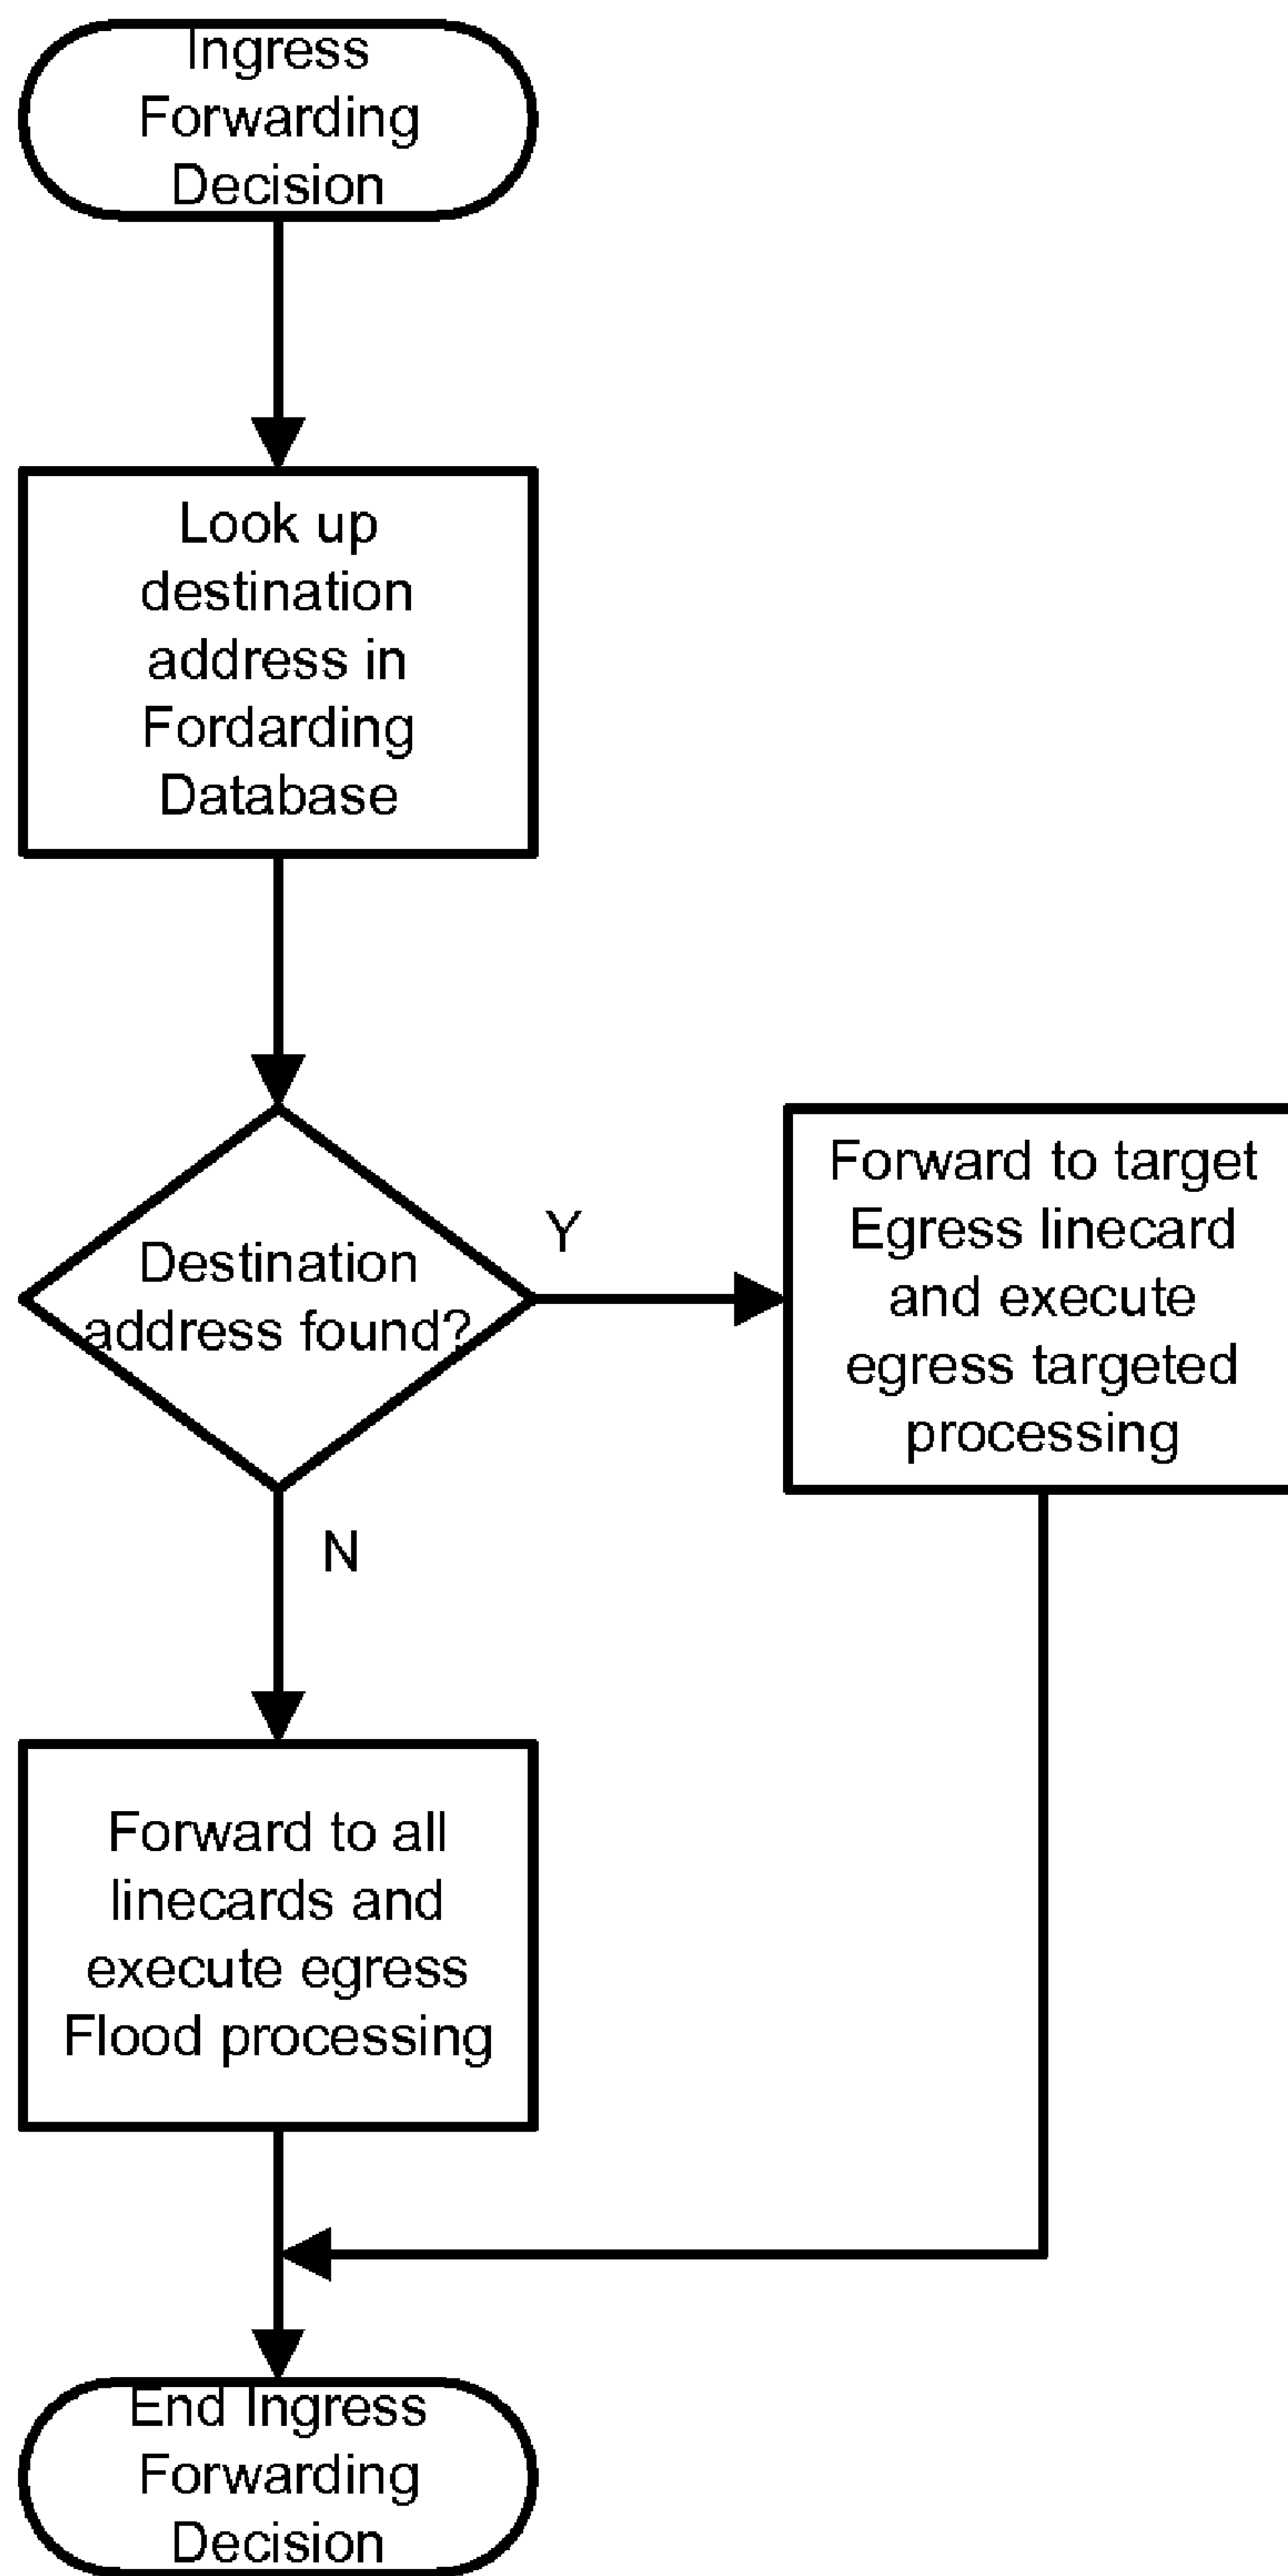 Ingress
Forwarding
Decision
Look up
destination
address in
Fordarding
Database
Destination
address found?
Y
Forward to target
Egress linecard
and execute
egress targeted
processing
N
Forward to all
linecards and
execute egress
Flood processing
End Ingress
Forwarding
Decision